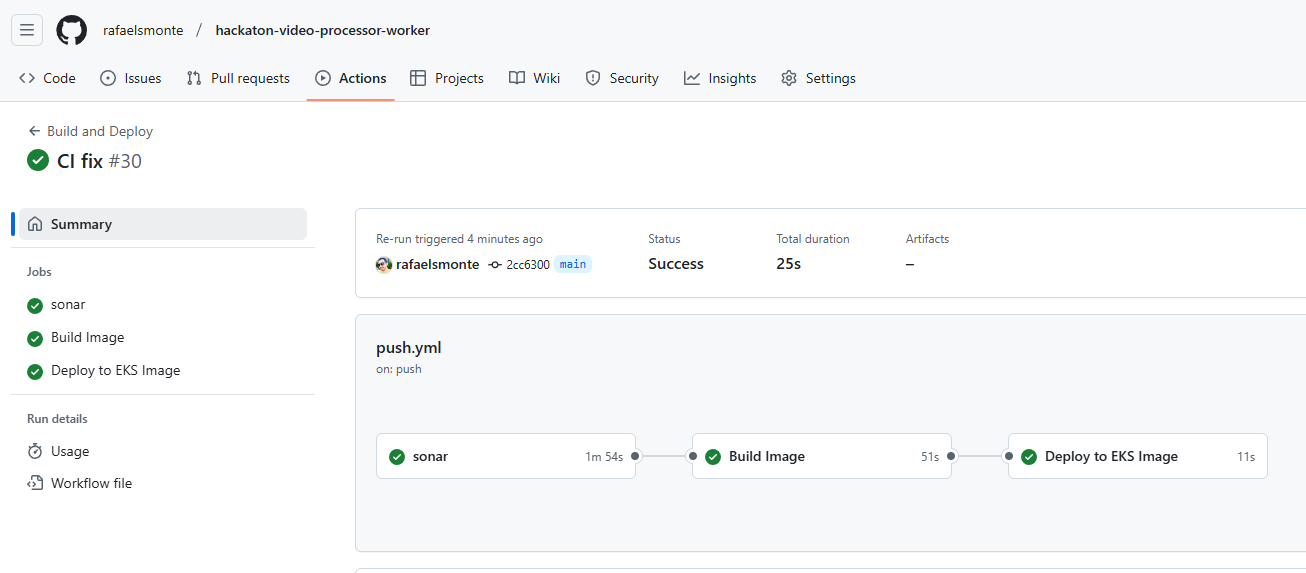 rafaelsmonte / hackaton-video-processor-worker
Code Issues Pull requests Actions Projects Wiki Security Insights Settings
Build and Deploy
CI fix #30
Summary
Jobs
sonar
Build Image
Deploy to EKS Image
Run details
Usage
Workflow file
Re-run triggered 4 minutes ago
rafaelsmonte 2cc6300 main
Status
Success
Total duration
25s
Artifacts
–
push.yml
on: push
sonar 1m 54s
Build Image 51s
Deploy to EKS Image 11s